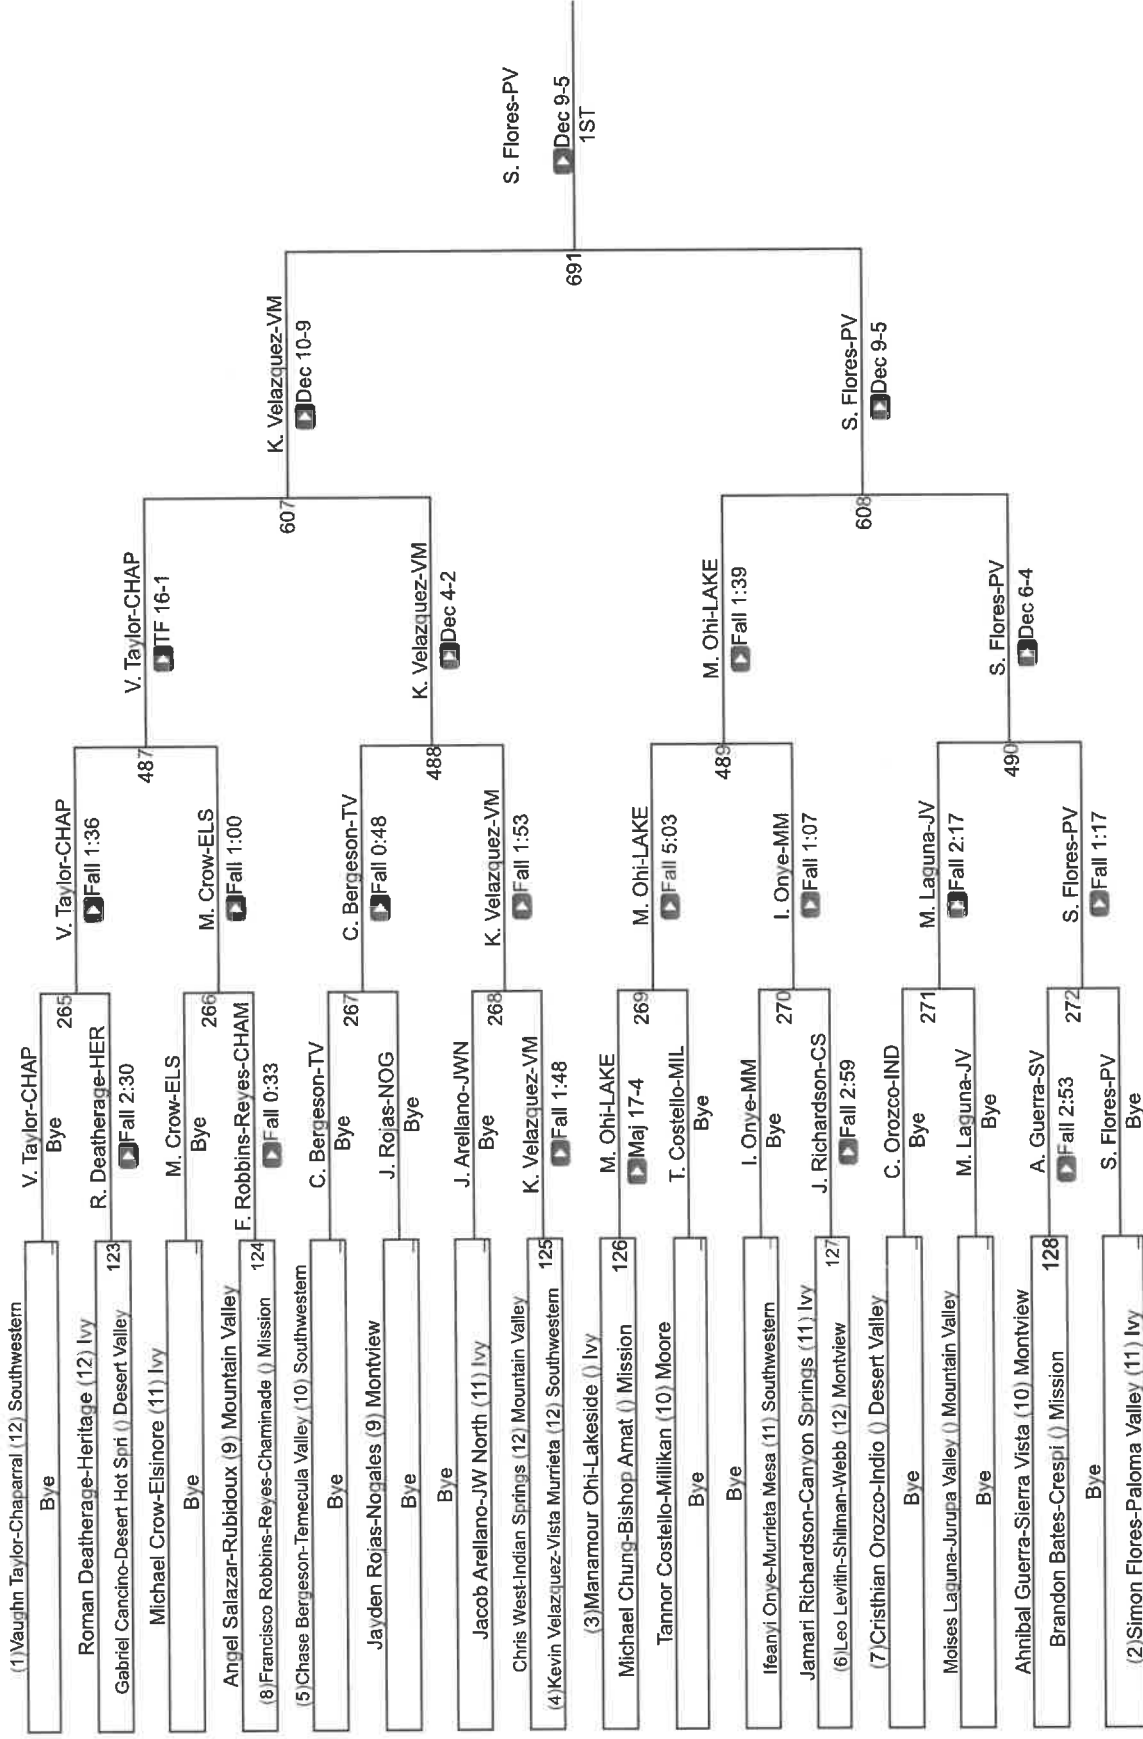 (1)Vaughn Taylor-Chaparral (12) Southwestern
Bye
Roman Deatherage-Heritage (12) Ivy
123
Gabriel Cancino-Desert Hot Spri () Desert Valley
Michael Crow-Elsinore (11) Ivy
Bye
Angel Salazar-Rubidoux (9) Mountain Valley
124
(8)Francisco Robbins-Reyes-Chaminade () Mission
(5)Chase Bergeson-Temecula Valley (10) Southwestern
Bye
Jayden Rojas-Nogales (9) Montview
Bye
Bye
Jacob Arellano-JW North (11) Ivy
Chris West-Indian Springs (12) Mountain Valley
125
(4)Kevin Velazquez-Vista Murrieta (12) Southwestern
(3)Manamour Ohi-Lakeside () Ivy
126
Michael Chung-Bishop Amat () Mission
Tannor Costello-Millikan (10) Moore
Bye
Bye
Ifeanyi Onye-Murrieta Mesa (11) Southwestern
Jamari Richardson-Canyon Springs (11) Ivy
127
(6)Leo Levitin-Shilman-Webb (12) Montview
(7)Cristhian Orozco-Indio () Desert Valley
Bye
Moises Laguna-Jurupa Valley () Mountain Valley
Bye
Ahnibal Guerra-Sierra Vista (10) Montview
128
Brandon Bates-Crespi () Mission
Bye
(2)Simon Flores-Paloma Valley (11) Ivy
V. Taylor-CHAP
Bye
265
R. Deatherage-HER
Fall 2:30
M. Crow-ELS
Bye
266
F. Robbins-Reyes-CHAM
Fall 0:33
C. Bergeson-TV
Bye
267
J. Rojas-NOG
Bye
J. Arellano-JWN
Bye
268
K. Velazquez-VM
Fall 1:48
M. Ohi-LAKE
Maj 17-4
269
T. Costello-MIL
Bye
I. Onye-MM
Bye
270
J. Richardson-CS
Fall 2:59
C. Orozco-IND
Bye
271
M. Laguna-JV
Bye
A. Guerra-SV
Fall 2:53
272
S. Flores-PV
Bye
V. Taylor-CHAP
Fall 1:36
487
M. Crow-ELS
Fall 1:00
C. Bergeson-TV
Fall 0:48
488
K. Velazquez-VM
Fall 1:53
M. Ohi-LAKE
Fall 5:03
489
I. Onye-MM
Fall 1:07
M. Laguna-JV
Fall 2:17
490
S. Flores-PV
Fall 1:17
V. Taylor-CHAP
TF 16-1
607
K. Velazquez-VM
Dec 4-2
M. Ohi-LAKE
Fall 1:39
608
S. Flores-PV
Dec 6-4
K. Velazquez-VM
Dec 10-9
691
S. Flores-PV
Dec 9-5
S. Flores-PV
Dec 9-5
1ST